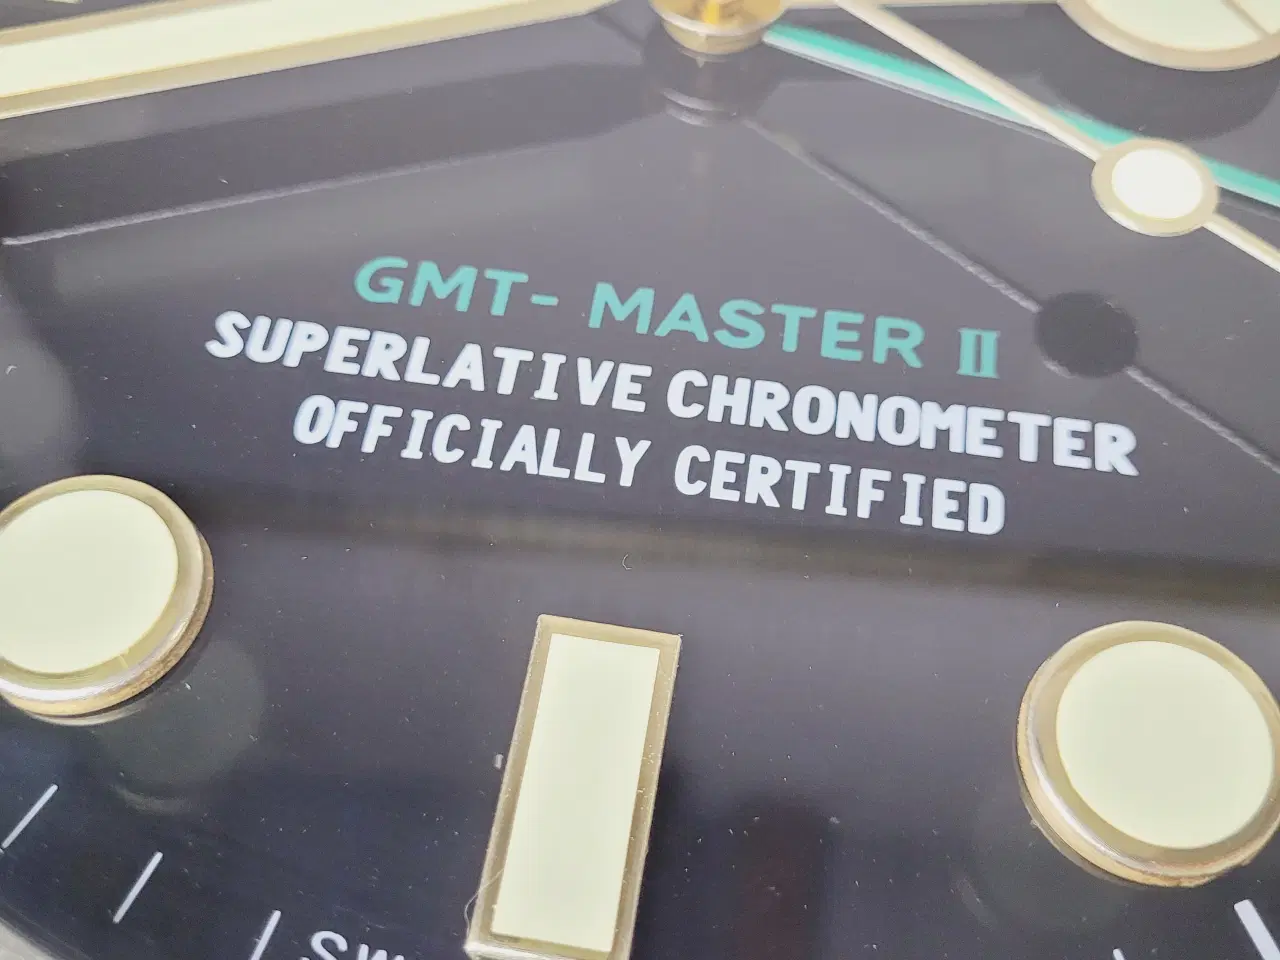 GMT- MASTER II
SUPERLATIVE CHRONOMETER
OFFICIALLY CERTIFIED